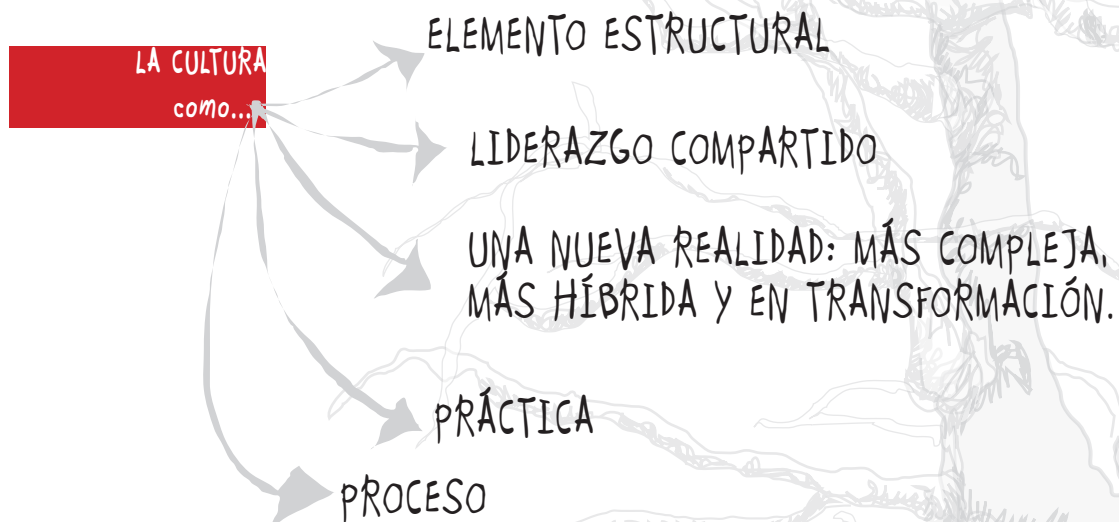 LA CULTURA
como...
ELEMENTO ESTRUCTURAL
LIDERAZGO COMPARTIDO
UNA NUEVA REALIDAD: MÁS COMPLEJA,
MÁS HÍBRIDA Y EN TRANSFORMACIÓN.
PRÁCTICA
PROCESO